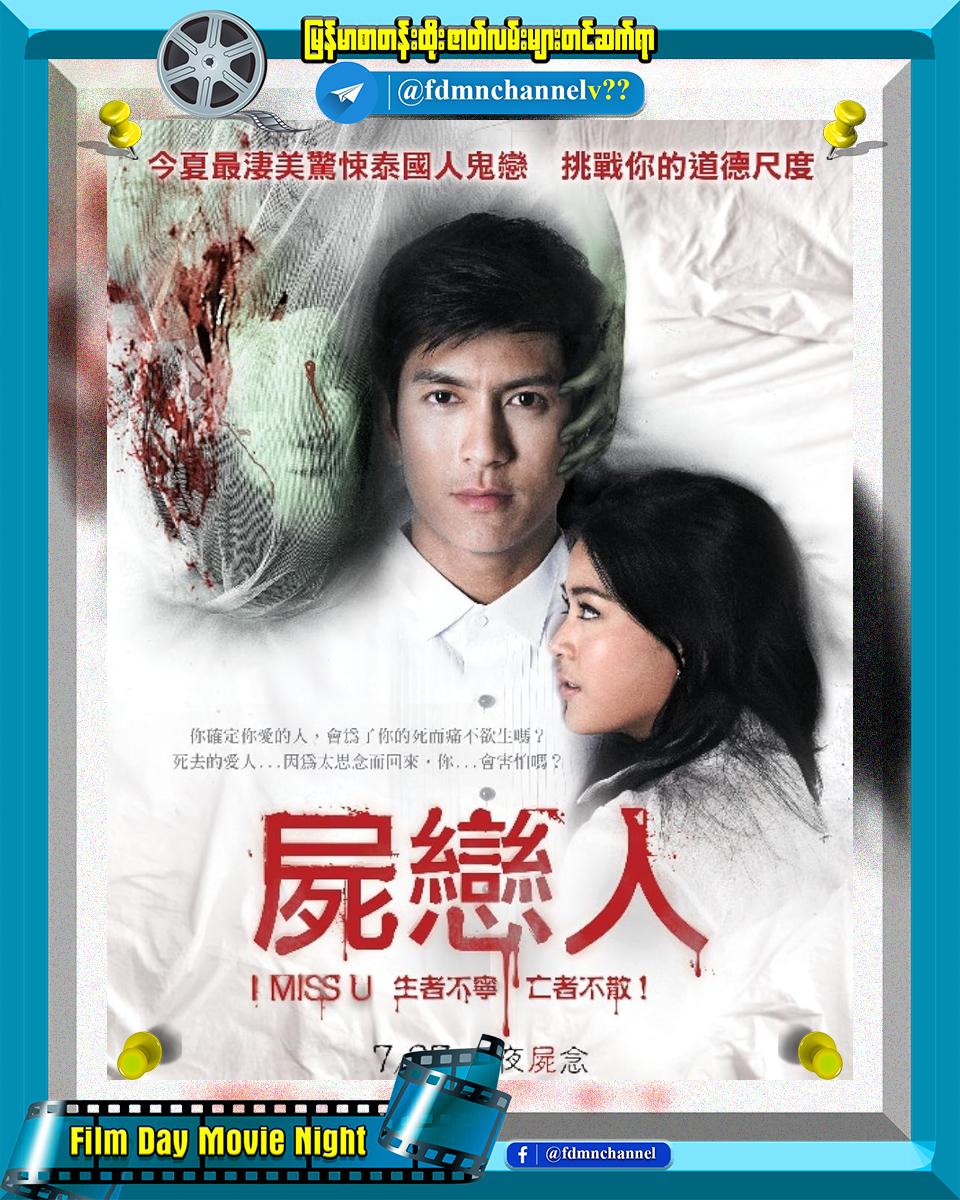 မြန်မာစာတန်းထိုးဇာတ်လမ်းများတင်ဆက်ရာ
@fdmnchannelv??
今夏最淒美驚悚泰國人鬼戀 挑戰你的道德尺度
你確定你愛的人，會為了你的死而痛不欲生嗎？
死去的愛人...因為太思念而回來，你...會害怕嗎？
屍戀人
I MISS U 生者不寧 亡者不散！
夜屍念
Film Day Movie Night
@fdmnchannel